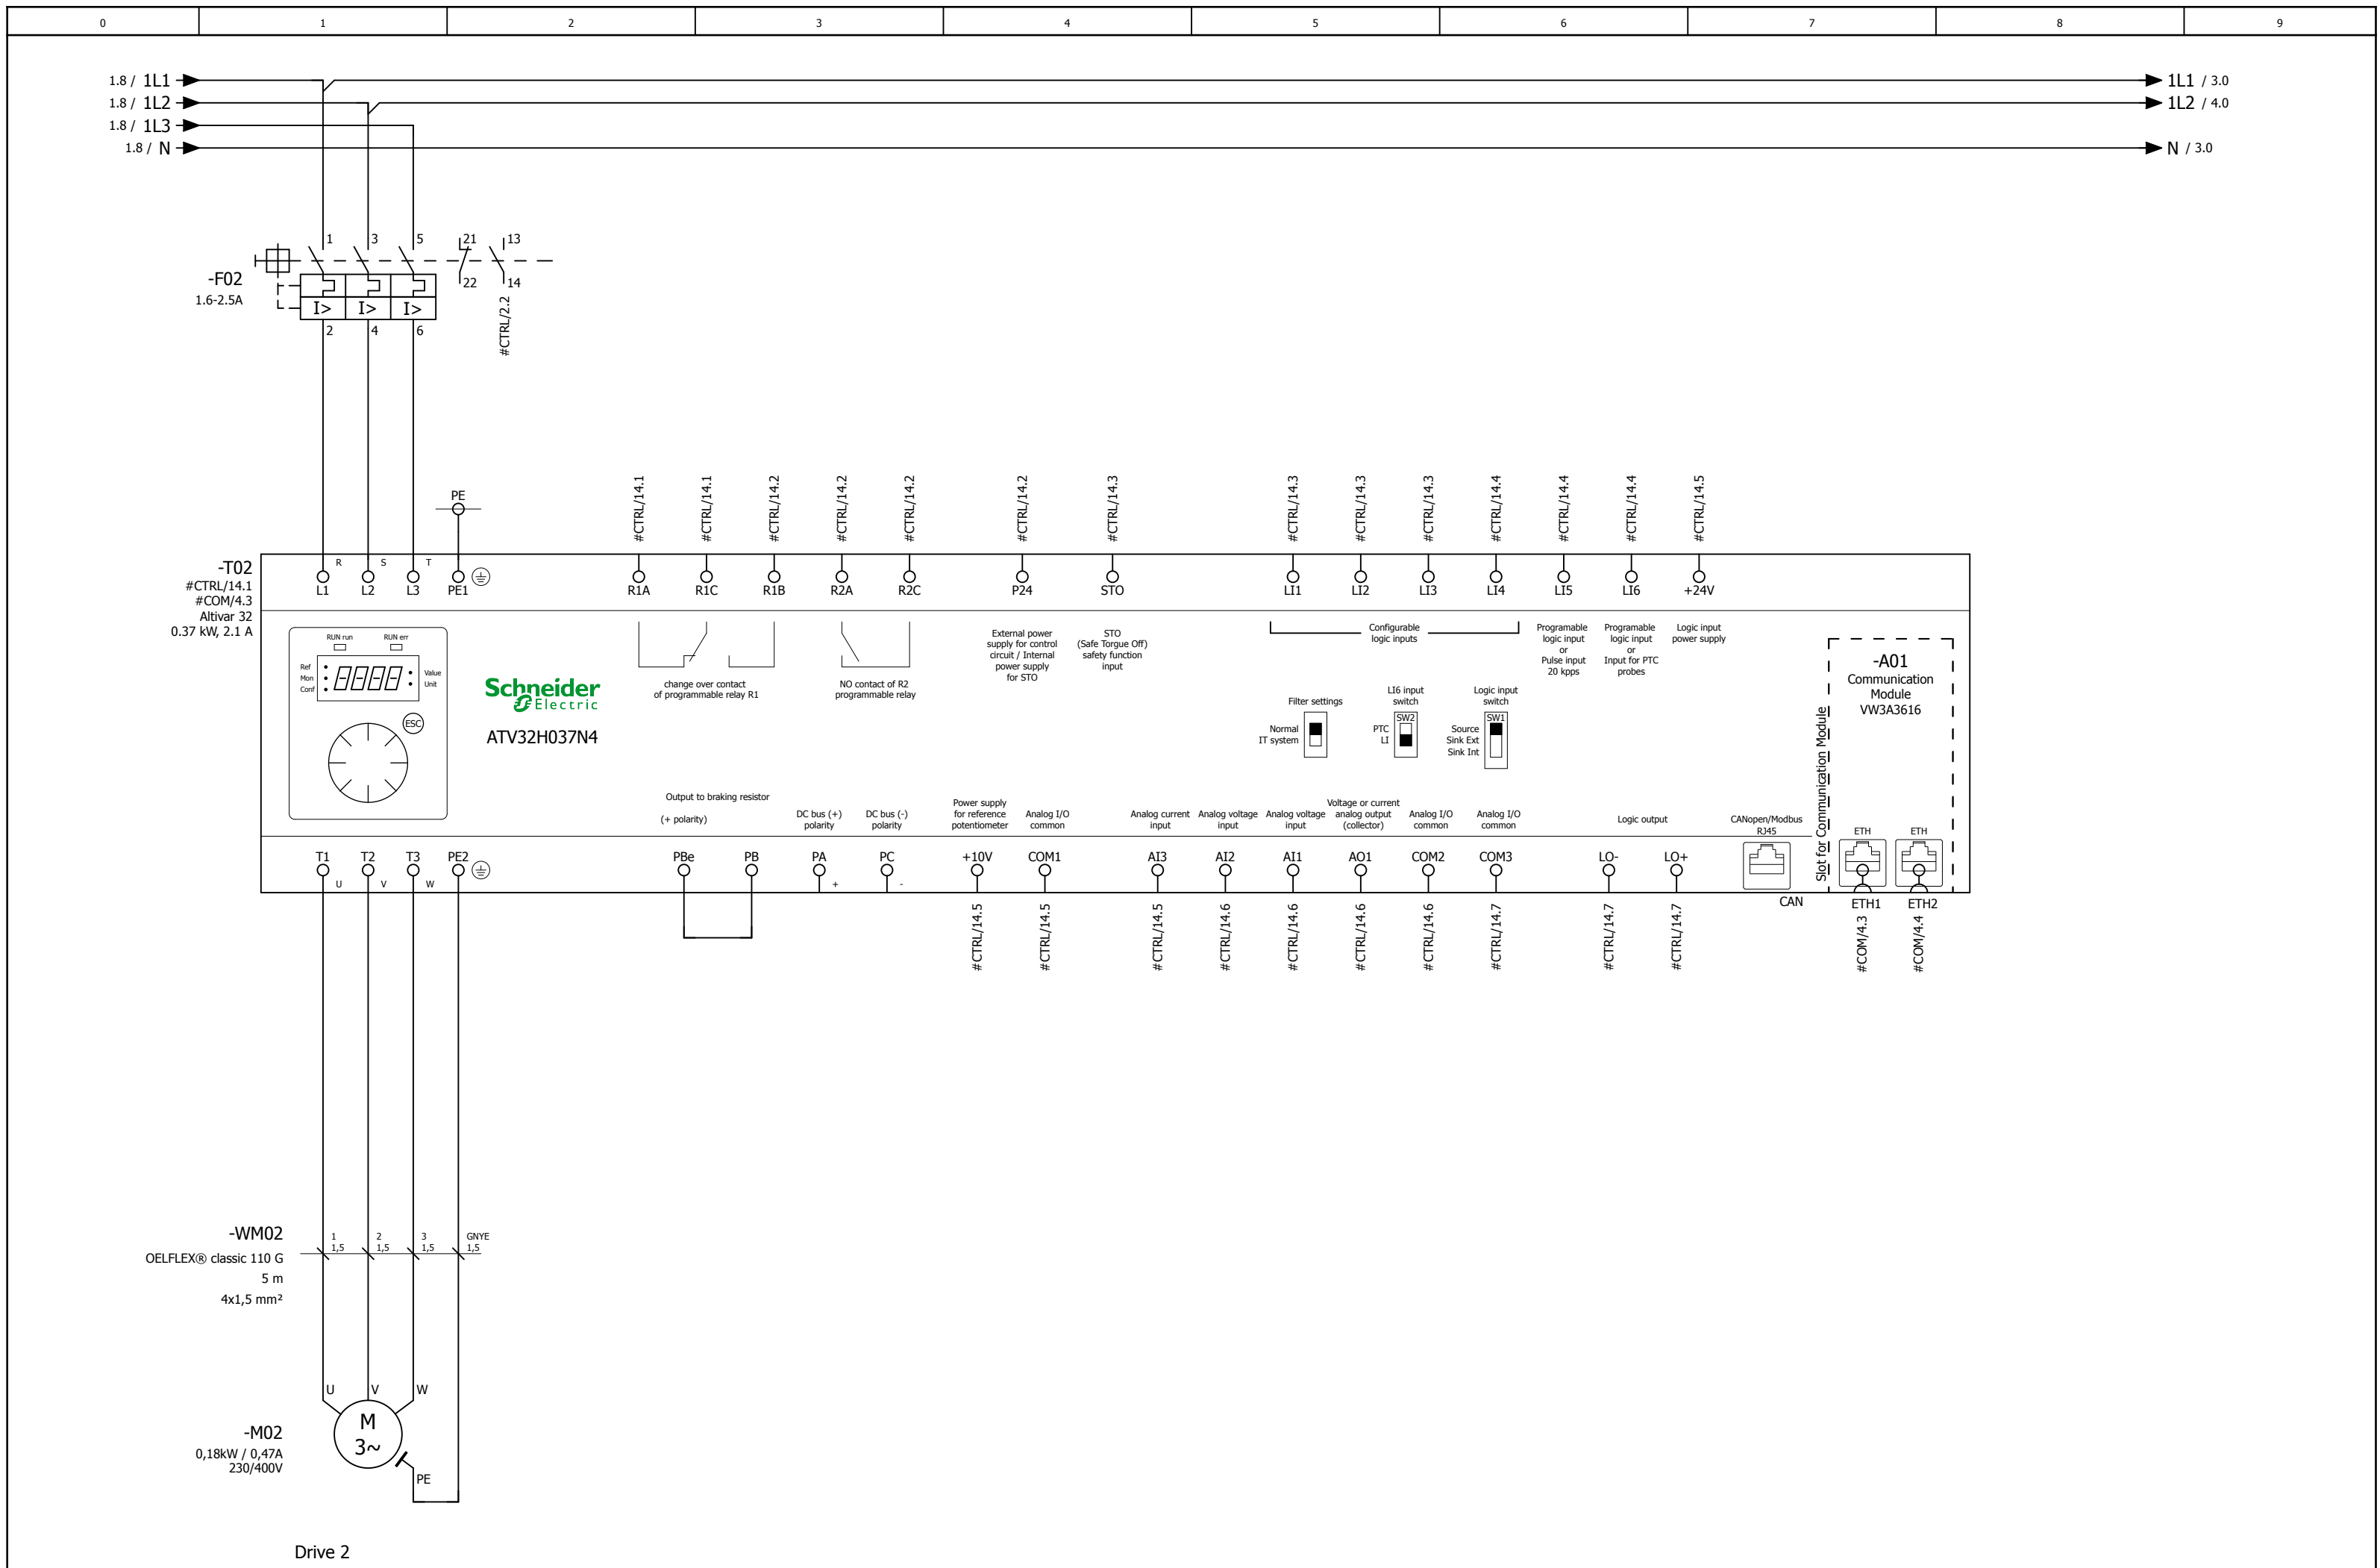 0 1 2 3 4 5 6 7 8 9
1.8 / 1L1
1L1 / 3.0
1.8 / 1L2
1L2 / 4.0
1.8 / 1L3
1.8 / N
N / 3.0
-F02
1.6-2.5A
1 3 5 21 13
22 14
I> I> I>
2 4 6
#CTRL/2.2
PE
#CTRL/14.1
#CTRL/14.1
#CTRL/14.2
#CTRL/14.2
#CTRL/14.2
#CTRL/14.2
#CTRL/14.3
#CTRL/14.3
#CTRL/14.3
#CTRL/14.3
#CTRL/14.4
#CTRL/14.4
#CTRL/14.4
#CTRL/14.5
-T02
#CTRL/14.1
#COM/4.3
Altivar 32
0.37 kW, 2.1 A
R S T
L1 L2 L3 PE1 R1A R1C R1B R2A R2C P24 STO LI1 LI2 LI3 LI4 LI5 LI6 +24V
RUN run
RUN err
Ref
Mon
Conf
Value
Unit
ESC
Schneider
Electric
ATV32H037N4
change over contact
of programmable relay R1
NO contact of R2
programmable relay
External power
supply for control
circuit / Internal
power supply
for STO
STO
(Safe Torque Off)
safety function
input
Configurable
logic inputs
Programable
logic input
or
Pulse input
20 kpps
Programable
logic input
or
Input for PTC
probes
Logic input
power supply
Filter settings
Normal
IT system
LI6 input
switch
SW2
PTC
LI
Logic input
switch
SW1
Source
Sink Ext
Sink Int
Slot for Communication Module
-A01
Communication
Module
VW3A3616
Output to braking resistor
(+ polarity)
DC bus (+)
polarity
DC bus (-)
polarity
Power supply
for reference
potentiometer
Analog I/O
common
Analog current
input
Analog voltage
input
Analog voltage
input
Voltage or current
analog output
(collector)
Analog I/O
common
Analog I/O
common
Logic output
CANopen/Modbus
RJ45
ETH
ETH
T1 T2 T3 PE2 PBe PB PA PC +10V COM1 AI3 AI2 AI1 AO1 COM2 COM3 LO- LO+
U V W + -
CAN ETH1 ETH2
#CTRL/14.5
#CTRL/14.5
#CTRL/14.5
#CTRL/14.6
#CTRL/14.6
#CTRL/14.6
#CTRL/14.6
#CTRL/14.7
#CTRL/14.7
#CTRL/14.7
#COM/4.3
#COM/4.4
-WM02
OELFLEX® classic 110 G
5 m
4x1,5 mm²
1 2 3 GNYE
1,5 1,5 1,5 1,5
U V W
M
3~
-M02
0,18kW / 0,47A
230/400V
PE
Drive 2